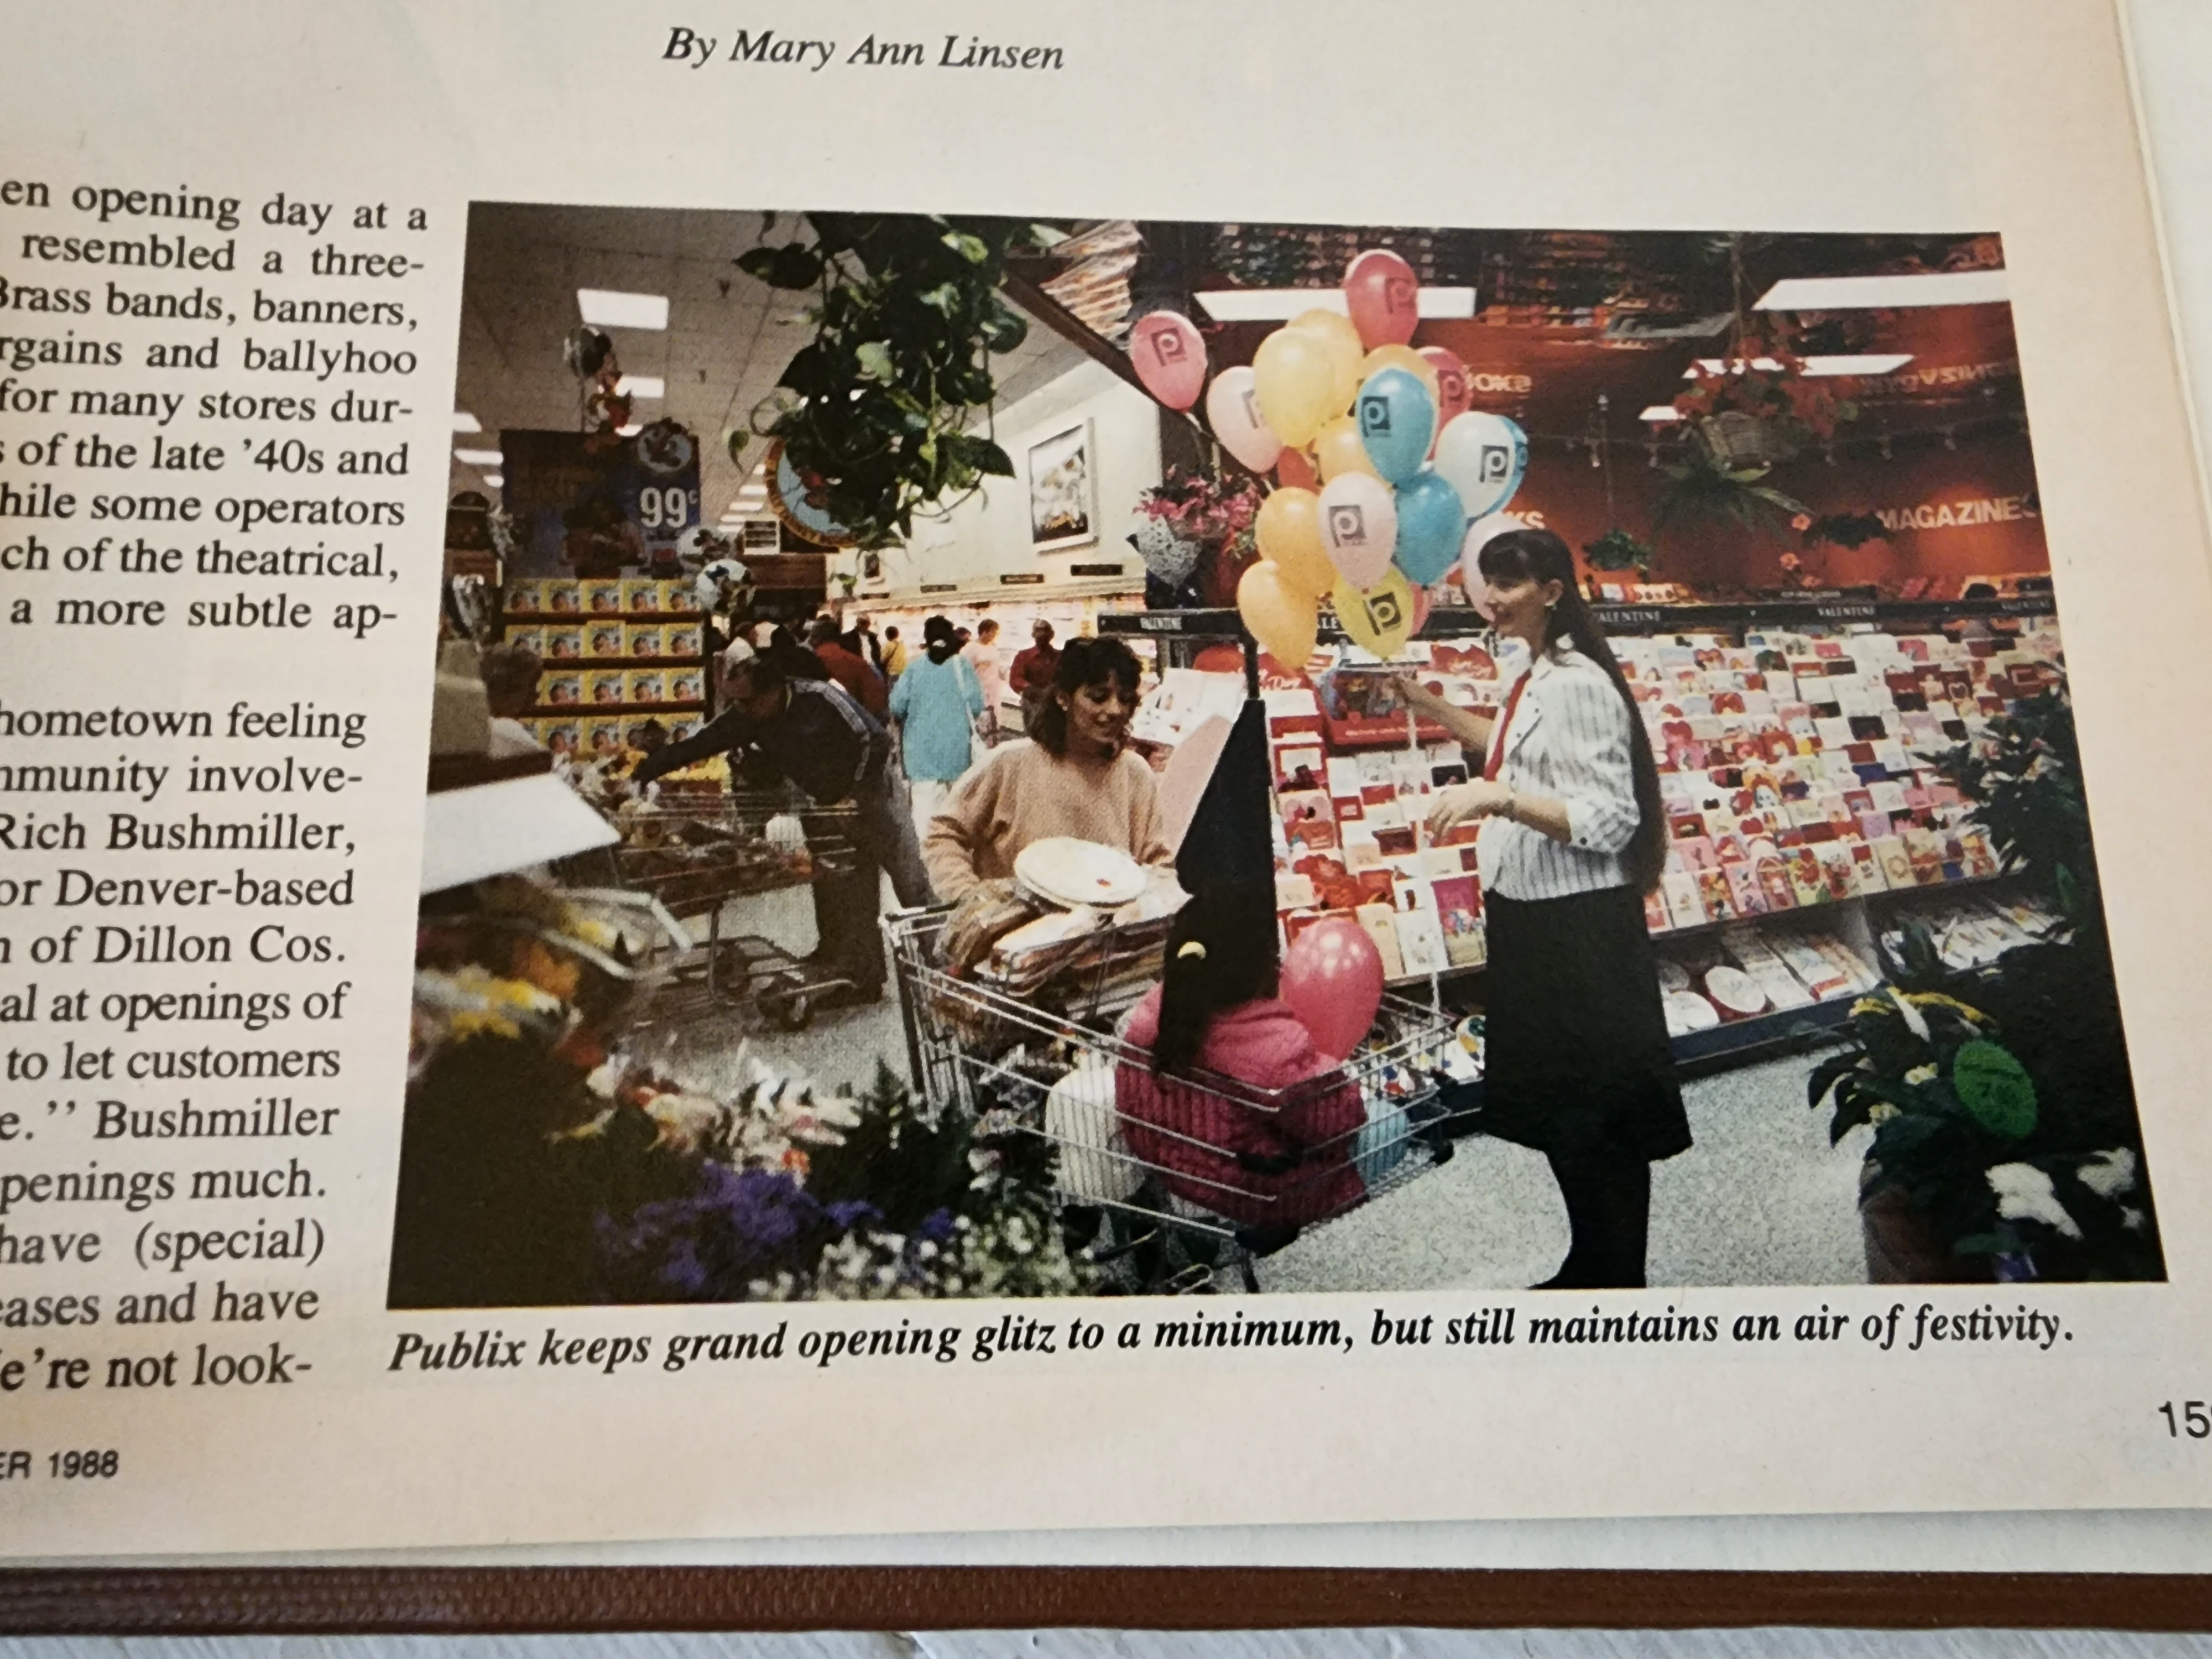 By Mary Ann Linsen
en opening day at a
resembled a three-
Brass bands, banners,
rgains and ballyhoo
for many stores dur-
s of the late ’40s and
hile some operators
ch of the theatrical,
a more subtle ap-
hometown feeling
mmunity involve-
Rich Bushmiller,
or Denver-based
n of Dillon Cos.
al at openings of
to let customers
e.’’ Bushmiller
penings much.
have (special)
eases and have
e’re not look-
99¢
MAGAZINES
VALENTINE
VALENTINE
VALENTINE
Publix keeps grand opening glitz to a minimum, but still maintains an air of festivity.
ER 1988